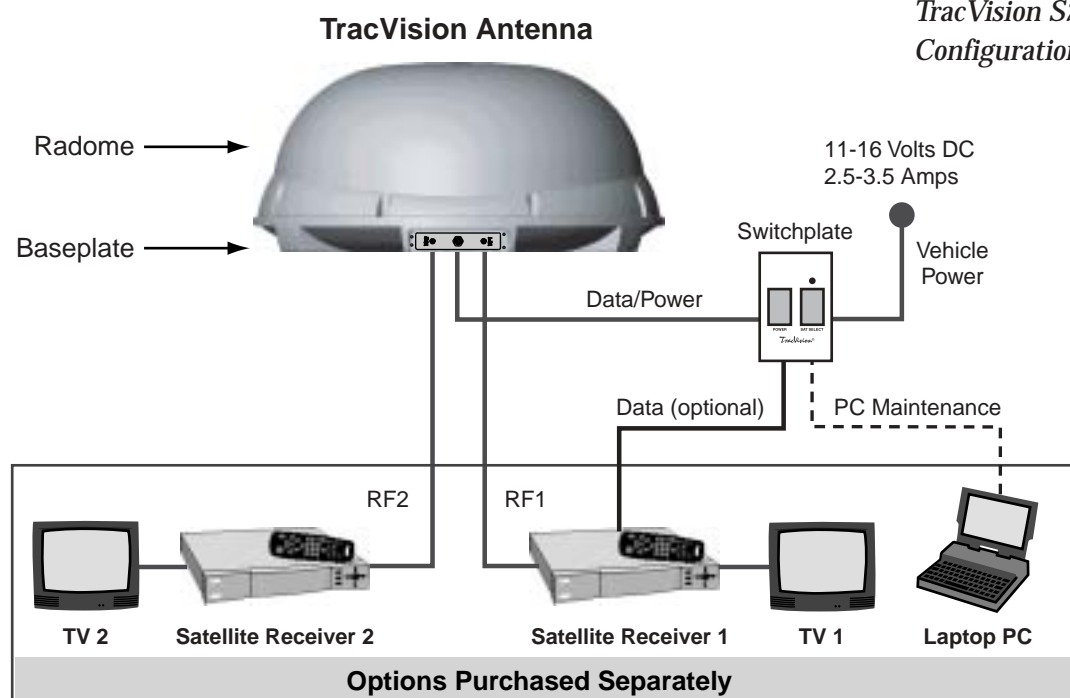 TracVision
Configuration
TracVision Antenna
Radome
Baseplate
11-16 Volts DC
2.5-3.5 Amps
Switchplate
Vehicle
Power
Data/Power
POWER
SAT SELECT
TracVision
Data (optional)
PC Maintenance
RF2
RF1
TV 2
Satellite Receiver 2
Satellite Receiver 1
TV 1
Laptop PC
Options Purchased Separately